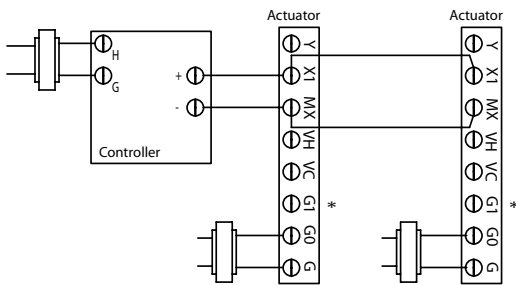 Actuator
Actuator
H
G
+
-
Controller
Y
X1
MX
VH
VC
G1
G0
G
*
Y
X1
MX
VH
VC
G1
G0
G
*